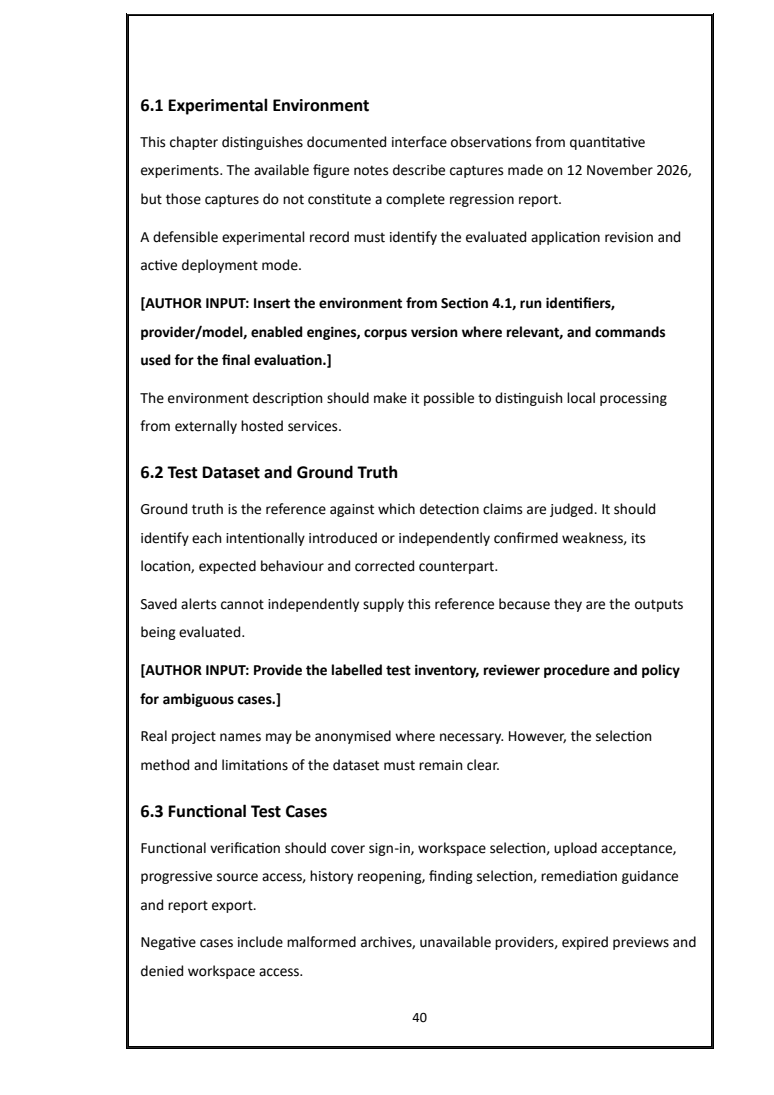 6.1 Experimental Environment
This chapter distinguishes documented interface observations from quantitative
experiments. The available figure notes describe captures made on 12 November 2026,
but those captures do not constitute a complete regression report.
A defensible experimental record must identify the evaluated application revision and
active deployment mode.
[AUTHOR INPUT: Insert the environment from Section 4.1, run identifiers,
provider/model, enabled engines, corpus version where relevant, and commands
used for the final evaluation.]
The environment description should make it possible to distinguish local processing
from externally hosted services.
6.2 Test Dataset and Ground Truth
Ground truth is the reference against which detection claims are judged. It should
identify each intentionally introduced or independently confirmed weakness, its
location, expected behaviour and corrected counterpart.
Saved alerts cannot independently supply this reference because they are the outputs
being evaluated.
[AUTHOR INPUT: Provide the labelled test inventory, reviewer procedure and policy
for ambiguous cases.]
Real project names may be anonymised where necessary. However, the selection
method and limitations of the dataset must remain clear.
6.3 Functional Test Cases
Functional verification should cover sign-in, workspace selection, upload acceptance,
progressive source access, history reopening, finding selection, remediation guidance
and report export.
Negative cases include malformed archives, unavailable providers, expired previews and
denied workspace access.
40